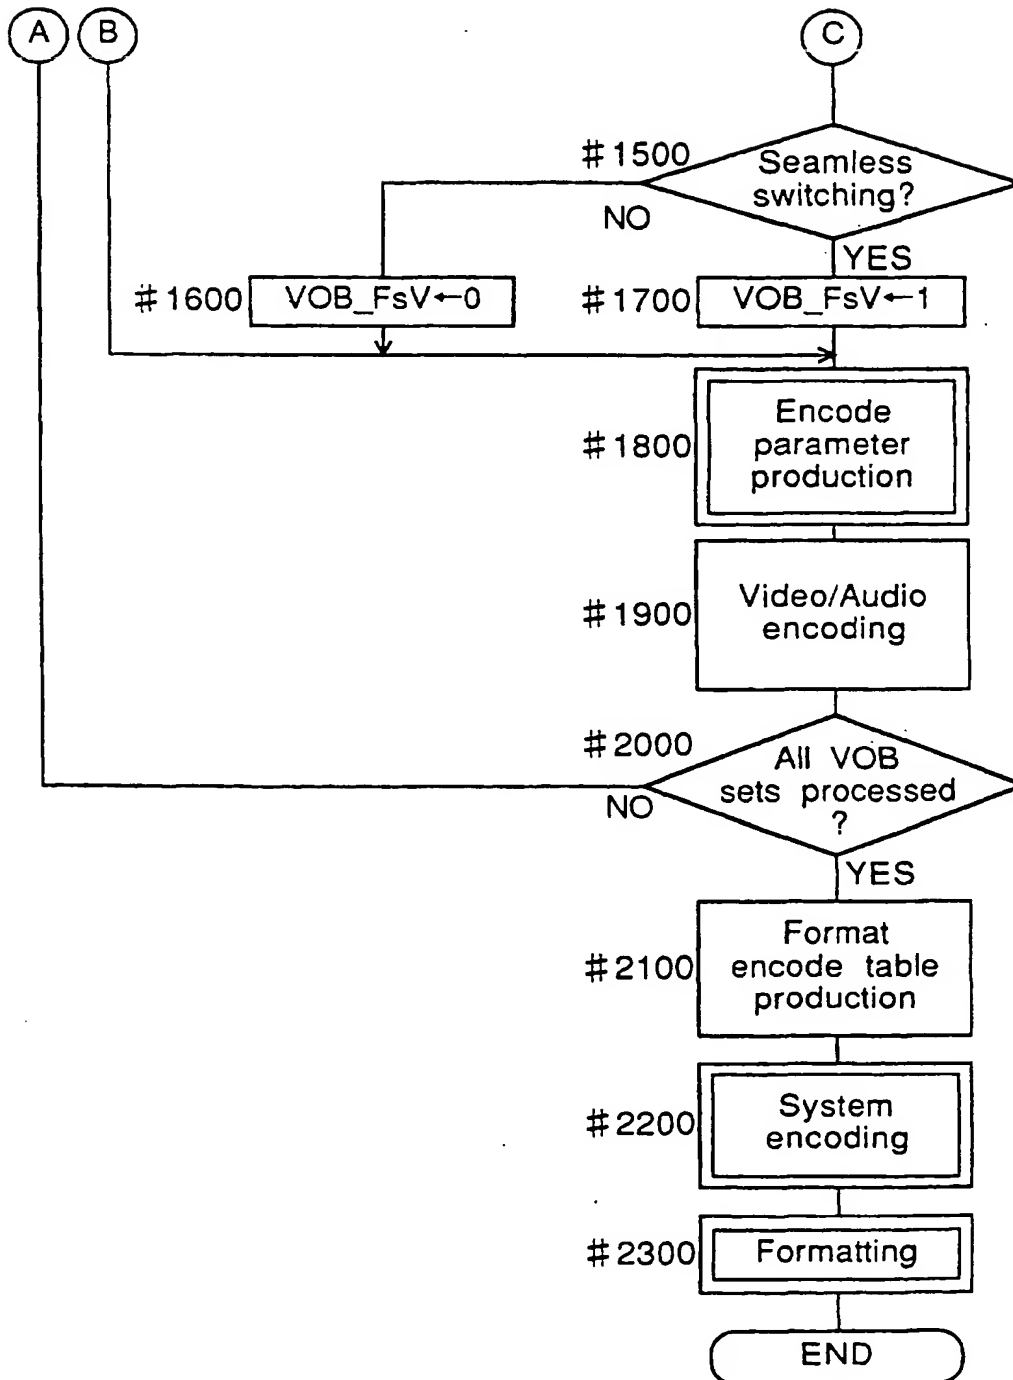 A
B
C
#1500
Seamless
switching?
NO
YES
#1600
VOB_FsV←0
#1700
VOB_FsV←1
#1800
Encode
parameter
production
#1900
Video/Audio
encoding
#2000
All VOB
sets processed
?
NO
YES
#2100
Format
encode table
production
#2200
System
encoding
#2300
Formatting
END